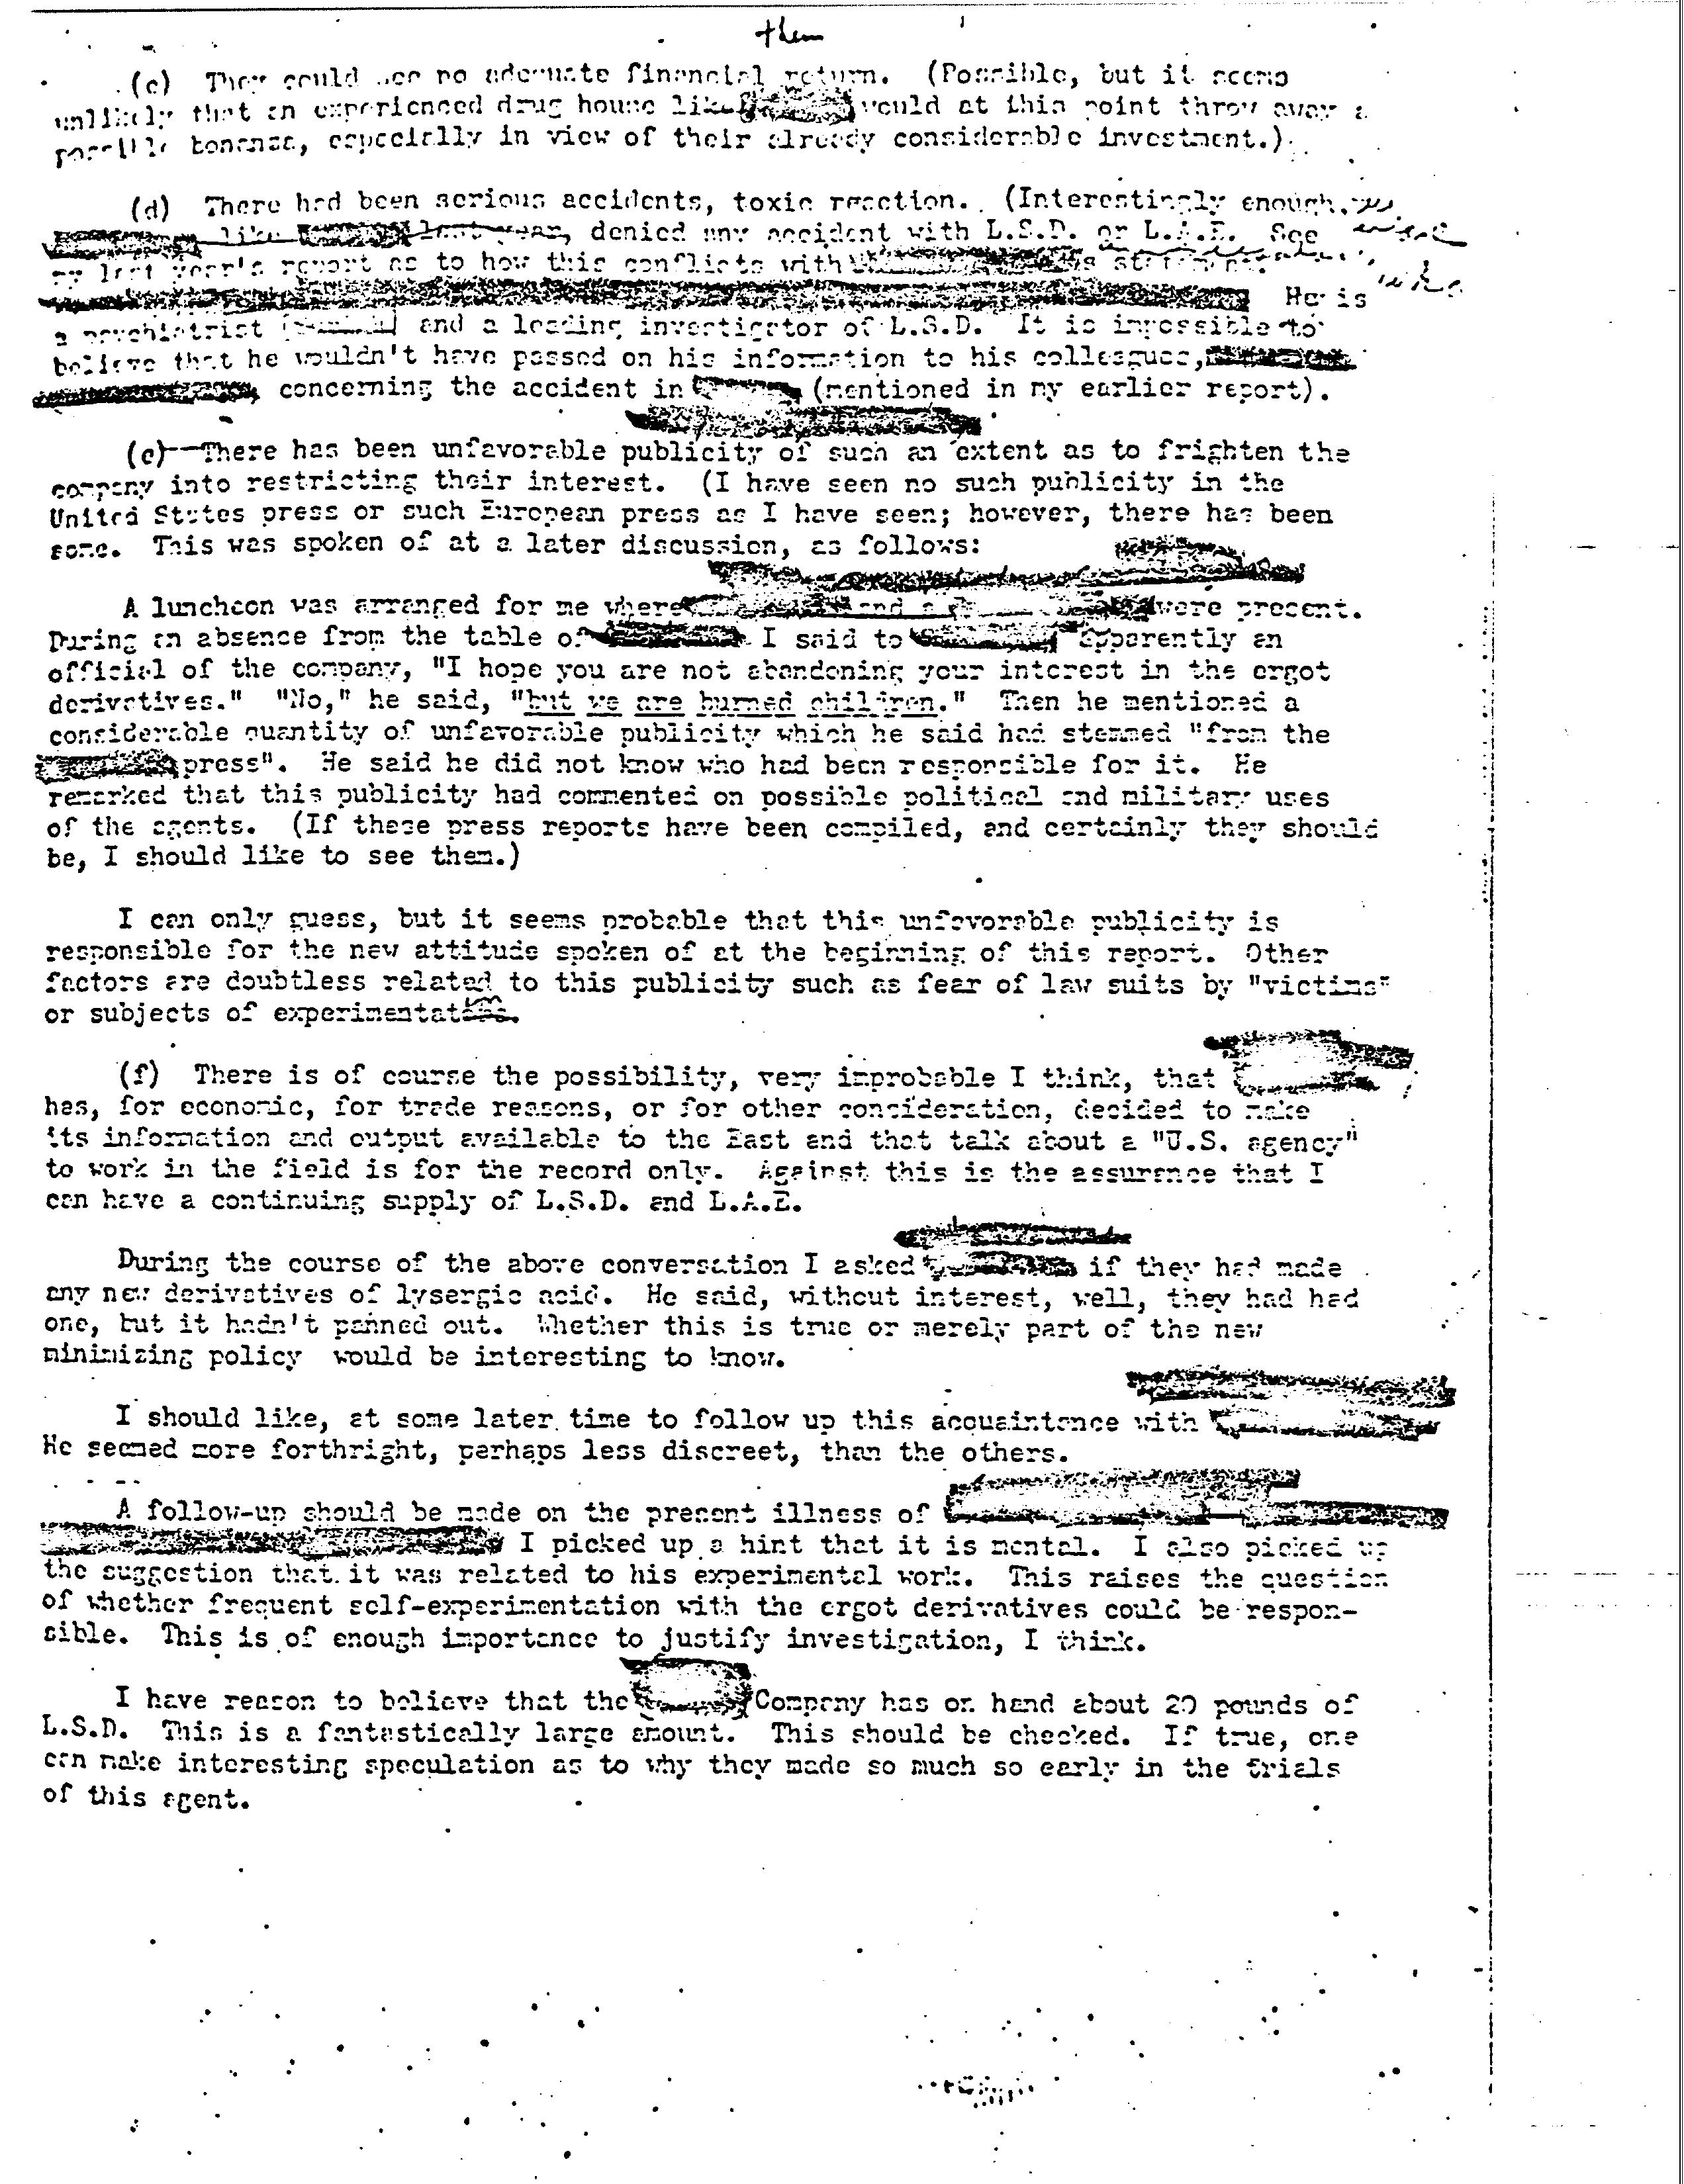 them
(c) They could see no adequate financial return. (Possible, but it seems
unlikely that an experienced drug house like would at this point throw away a
possible bonanza, especially in view of their already considerable investment.)
(d) There had been serious accidents, toxic reaction. (Interestingly enough,
like last year, denied any accident with L.S.D. or L.A.E. See
my last year's report as to how this conflicts with statement.
He is
a psychiatrist and a leading investigator of L.S.D. It is impossible to
believe that he wouldn't have passed on his information to his colleagues,
, concerning the accident in (mentioned in my earlier report).
(e) There has been unfavorable publicity of such an extent as to frighten the
company into restricting their interest. (I have seen no such publicity in the
United States press or such European press as I have seen; however, there has been
some. This was spoken of at a later discussion, as follows:
A luncheon was arranged for me where and a were present.
During an absence from the table of I said to apparently an
official of the company, "I hope you are not abandoning your interest in the ergot
derivatives." "No," he said, "but we are burned children." Then he mentioned a
considerable quantity of unfavorable publicity which he said had stemmed "from the
press". He said he did not know who had been responsible for it. He
remarked that this publicity had commented on possible political and military uses
of the agents. (If these press reports have been compiled, and certainly they should
be, I should like to see them.)
I can only guess, but it seems probable that this unfavorable publicity is
responsible for the new attitude spoken of at the beginning of this report. Other
factors are doubtless related to this publicity such as fear of law suits by "victims"
or subjects of
(f) There is of course the possibility, very improbable I think, that
has, for economic, for trade reasons, or for other consideration, decided to make
its information and output available to the East and that talk about a "U.S. agency"
to work in the field is for the record only. Against this is the assurance that I
can have a continuing supply of L.S.D. and L.A.E.
During the course of the above conversation I asked if they had made
any new derivatives of lysergic acid. He said, without interest, well, they had had
one, but it hadn't panned out. Whether this is true or merely part of the new
minimizing policy would be interesting to know.
I should like, at some later time to follow up this acquaintance with
He seemed more forthright, perhaps less discreet, than the others.
A follow-up should be made on the present illness of
I picked up a hint that it is mental. I also picked up
the suggestion that it was related to his experimental work. This raises the question
of whether frequent self-experimentation with the ergot derivatives could be respon-
sible. This is of enough importance to justify investigation, I think.
I have reason to believe that the Company has on hand about 20 pounds of
L.S.D. This is a fantastically large amount. This should be checked. If true, one
can make interesting speculation as to why they made so much so early in the trials
of this agent.